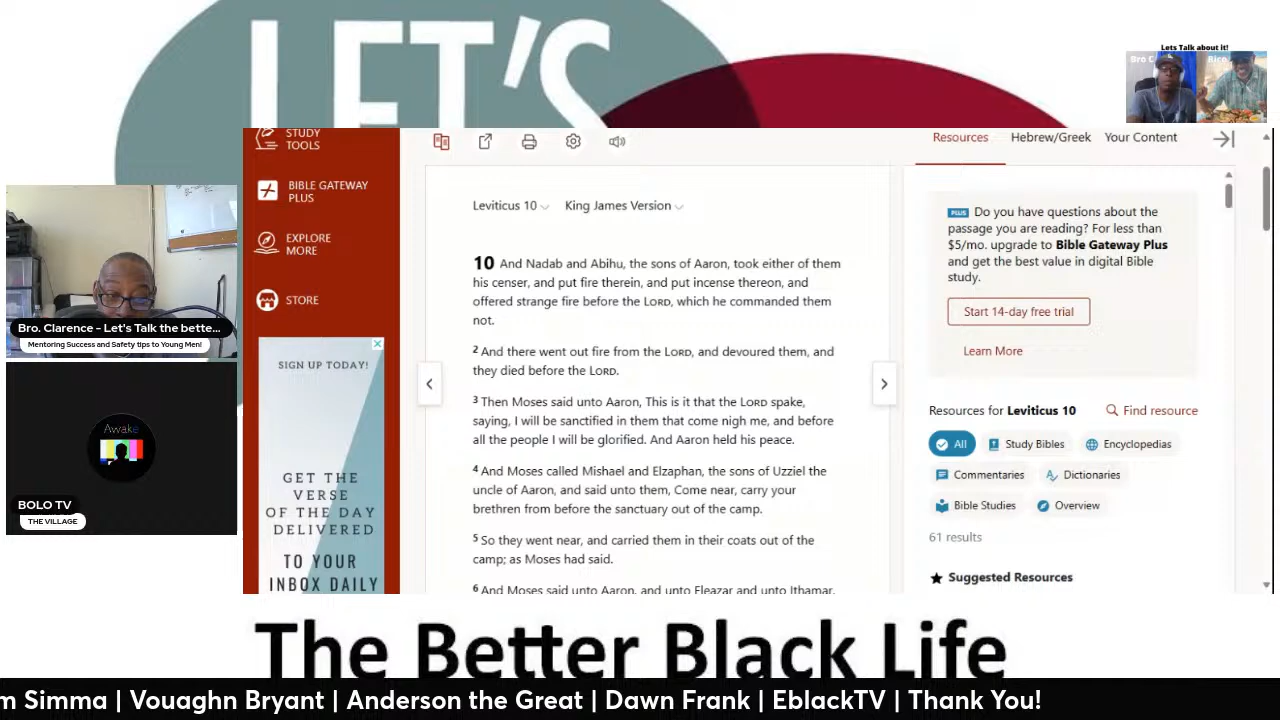 LET'S
Lets Talk about it!
Bro C
Bico
STUDY
TOOLS
BIBLE GATEWAY
PLUS
EXPLORE
MORE
STORE
SIGN UP TODAY!
GET THE
VERSE
OF THE DAY
DELIVERED
TO YOUR
INBOX DAILY
Resources Hebrew/Greek Your Content
Leviticus 10 King James Version
10 And Nadab and Abihu, the sons of Aaron, took either of them
his censer, and put fire therein, and put incense thereon, and
offered strange fire before the LORD, which he commanded them
not.
2 And there went out fire from the LORD, and devoured them, and
they died before the LORD.
3 Then Moses said unto Aaron, This is it that the LORD spake,
saying, I will be sanctified in them that come nigh me, and before
all the people I will be glorified. And Aaron held his peace.
4 And Moses called Mishael and Elzaphan, the sons of Uzziel the
uncle of Aaron, and said unto them, Come near, carry your
brethren from before the sanctuary out of the camp.
5 So they went near, and carried them in their coats out of the
camp; as Moses had said.
6 And Moses said unto Aaron, and unto Eleazar and unto Ithamar,
PLUS Do you have questions about the
passage you are reading? For less than
$5/mo. upgrade to Bible Gateway Plus
and get the best value in digital Bible
study.
Start 14-day free trial
Learn More
Resources for Leviticus 10 Find resource
All Study Bibles Encyclopedias
Commentaries Dictionaries
Bible Studies Overview
61 results
Suggested Resources
Bro. Clarence - Let's Talk the bette...
Mentoring Success and Safety tips to Young Men!
Awake
BOLO TV
THE VILLAGE
The Better Black Life
m Simma | Vouaghn Bryant | Anderson the Great | Dawn Frank | EblackTV | Thank You!